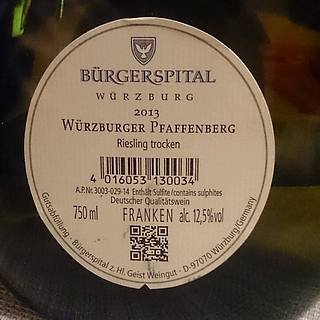 BÜRGERSPITAL
WÜRZBURG
2013
WÜRZBURGER PFAFFENBERG
Riesling trocken
4 016053 130034
A.P.Nr.3003-029-14 Enthält Sulfite/contains sulphites
Deutscher Qualitätswein
750 ml FRANKEN alc. 12,5%vol
Gutsabfüllung · Bürgerspital z. Hl. Geist Weingut · D-97070 Würzburg/Germany